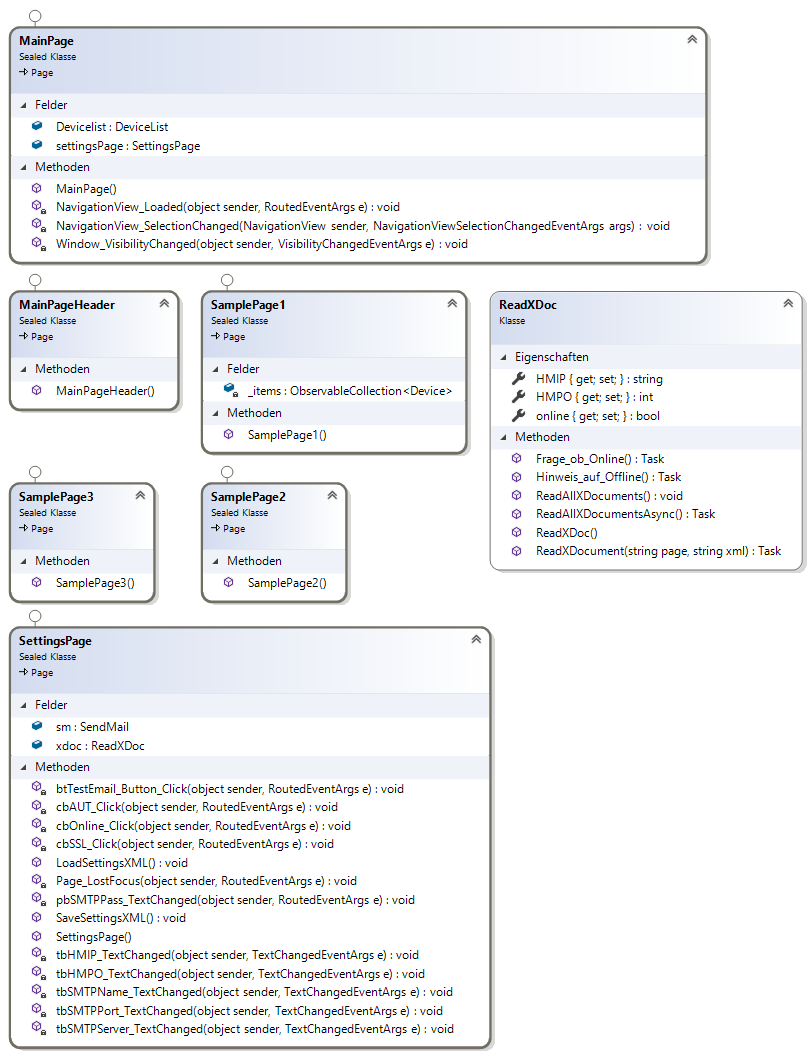 MainPage
Sealed Klasse
Page
Felder
Devicelist : DeviceList
settingsPage : SettingsPage
Methoden
MainPage()
NavigationView_Loaded(object sender, RoutedEventArgs e) : void
NavigationView_SelectionChanged(NavigationView sender, NavigationViewSelectionChangedEventArgs args) : void
Window_VisibilityChanged(object sender, VisibilityChangedEventArgs e) : void
MainPageHeader
Sealed Klasse
Page
Methoden
MainPageHeader()
SamplePage1
Sealed Klasse
Page
Felder
_items : ObservableCollection<Device>
Methoden
SamplePage1()
ReadXDoc
Klasse
Eigenschaften
HMIP { get; set; } : string
HMPO { get; set; } : int
online { get; set; } : bool
Methoden
Frage_ob_Online() : Task
Hinweis_auf_Offline() : Task
ReadAllXDocuments() : void
ReadAllXDocumentsAsync() : Task
ReadXDoc()
ReadXDocument(string page, string xml) : Task
SamplePage3
Sealed Klasse
Page
Methoden
SamplePage3()
SamplePage2
Sealed Klasse
Page
Methoden
SamplePage2()
SettingsPage
Sealed Klasse
Page
Felder
sm : SendMail
xdoc : ReadXDoc
Methoden
btTestEmail_Button_Click(object sender, RoutedEventArgs e) : void
cbAUT_Click(object sender, RoutedEventArgs e) : void
cbOnline_Click(object sender, RoutedEventArgs e) : void
cbSSL_Click(object sender, RoutedEventArgs e) : void
LoadSettingsXML() : void
Page_LostFocus(object sender, RoutedEventArgs e) : void
pbSMTPPass_TextChanged(object sender, RoutedEventArgs e) : void
SaveSettingsXML() : void
SettingsPage()
tbHMIP_TextChanged(object sender, TextChangedEventArgs e) : void
tbHMPO_TextChanged(object sender, TextChangedEventArgs e) : void
tbSMTPName_TextChanged(object sender, TextChangedEventArgs e) : void
tbSMTPPort_TextChanged(object sender, TextChangedEventArgs e) : void
tbSMTPServer_TextChanged(object sender, TextChangedEventArgs e) : void